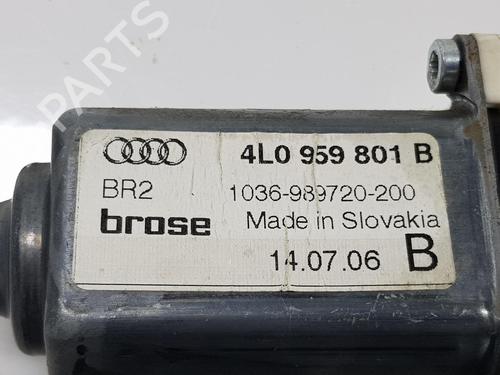 4L0 959 801 B
BR2 1036-989720-200
brose Made in Slovakia
14.07.06 B
B-PARTS